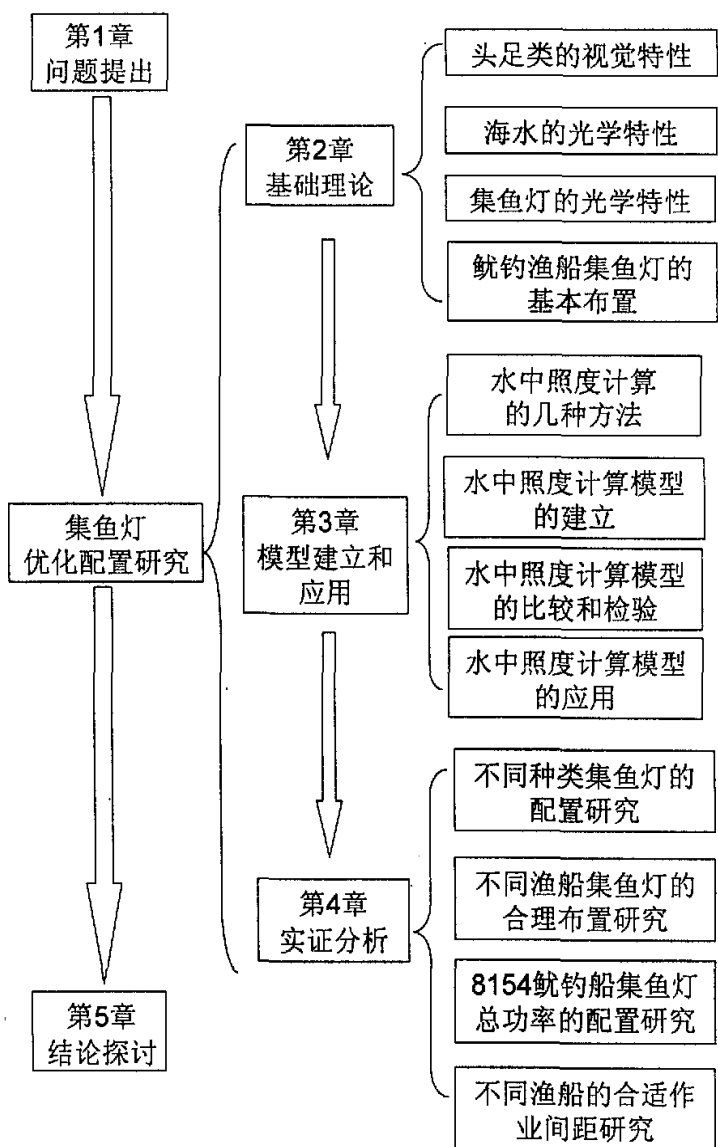 第1章
问题提出
集鱼灯
优化配置研究
第5章
结论探讨
第2章
基础理论
第3章
模型建立和
应用
第4章
实证分析
头足类的视觉特性
海水的光学特性
集鱼灯的光学特性
鱿钓渔船集鱼灯的
基本布置
水中照度计算
的几种方法
水中照度计算模型
的建立
水中照度计算模型
的比较和检验
水中照度计算模型
的应用
不同种类集鱼灯的
配置研究
不同渔船集鱼灯的
合理布置研究
8154鱿钓船集鱼灯
总功率的配置研究
不同渔船的合适作
业间距研究